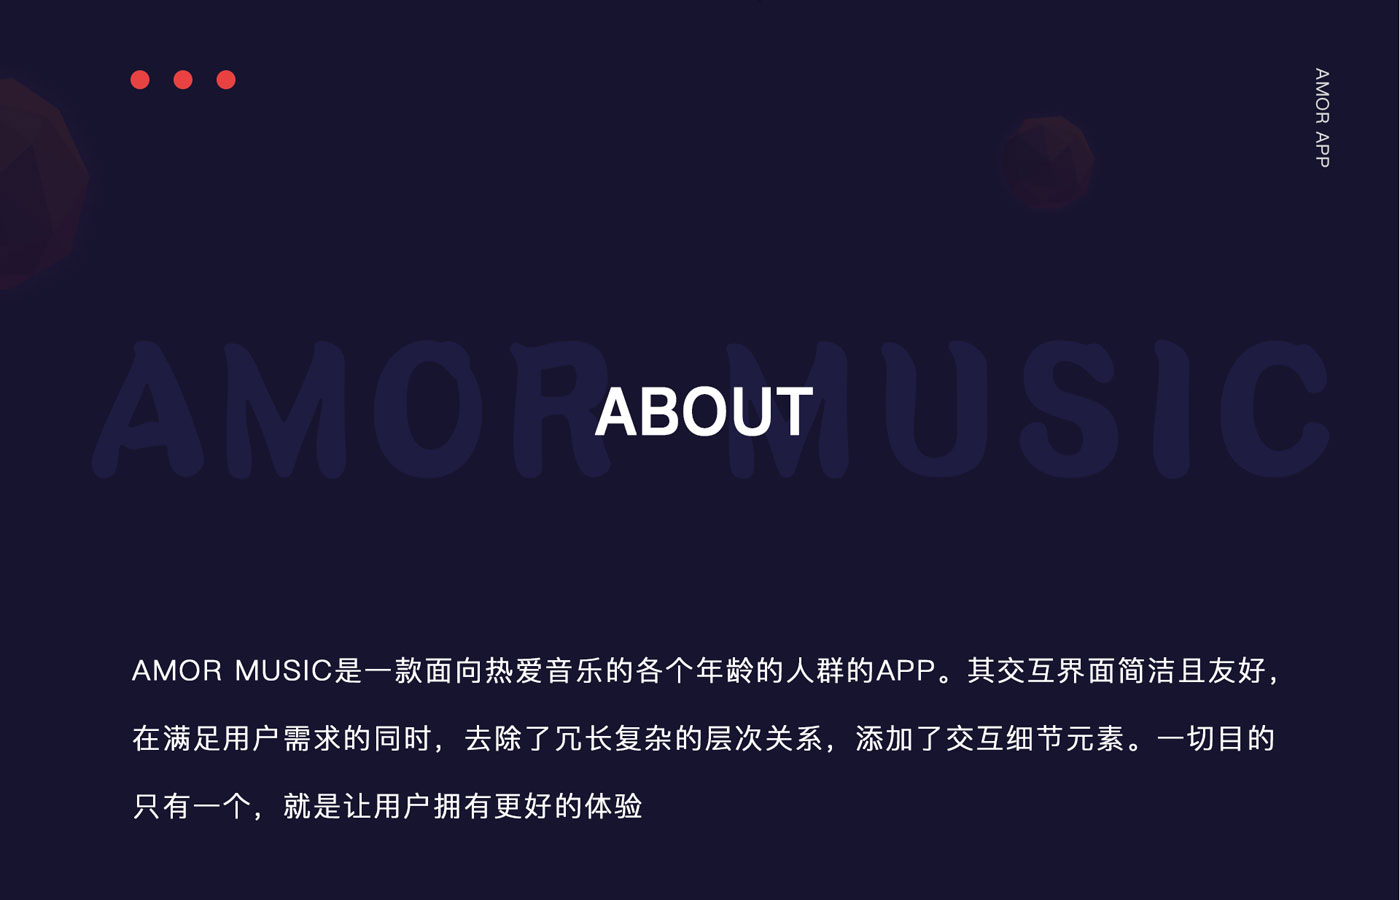 AMOR APP
AMOR MUSIC
ABOUT
AMOR MUSIC是一款面向热爱音乐的各个年龄的人群的APP。其交互界面简洁且友好，
在满足用户需求的同时，去除了冗长复杂的层次关系，添加了交互细节元素。一切目的
只有一个，就是让用户拥有更好的体验